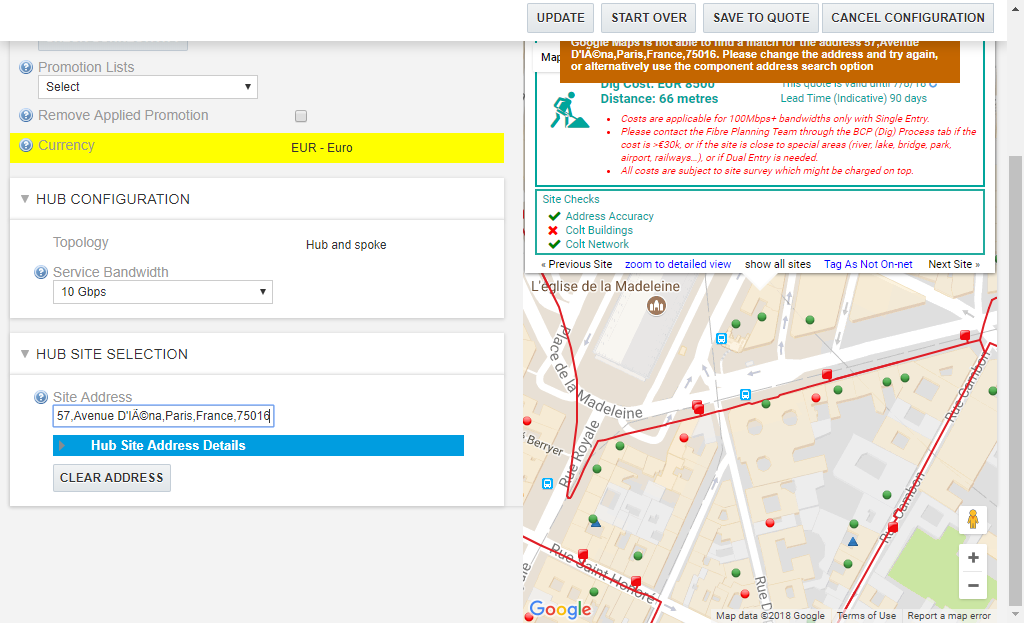 UPDATE
START OVER
SAVE TO QUOTE
CANCEL CONFIGURATION
Promotion Lists
Select
Remove Applied Promotion
Currency
EUR - Euro
HUB CONFIGURATION
Topology
Hub and spoke
Service Bandwidth
10 Gbps
HUB SITE SELECTION
Site Address
57,Avenue D'IÃ©na,Paris,France,75016
Hub Site Address Details
CLEAR ADDRESS
Map
Google Maps is not able to find a match for the address 57,Avenue
D'IÃ©na,Paris,France,75016. Please change the address and try again,
or alternatively use the component address search option
Dig Cost: EUR 8500
Distance: 66 metres
This quote is valid until 7/6/18
Lead Time (Indicative) 90 days
Costs are applicable for 100Mbps+ bandwidths only with Single Entry.
Please contact the Fibre Planning Team through the BCP (Dig) Process tab if the
cost is >€30k, or if the site is close to special areas (river, lake, bridge, park,
airport, railways...), or if Dual Entry is needed.
All costs are subject to site survey which might be charged on top.
Site Checks
Address Accuracy
Colt Buildings
Colt Network
« Previous Site
zoom to detailed view
show all sites
Tag As Not On-net
Next Site »
L'église de la Madeleine
Place de la Madeleine
Berryer
Rue Royale
Rue Cambon
Rue Cambon
Rue Saint Honoré
Google
Map data ©2018 Google
Terms of Use
Report a map error